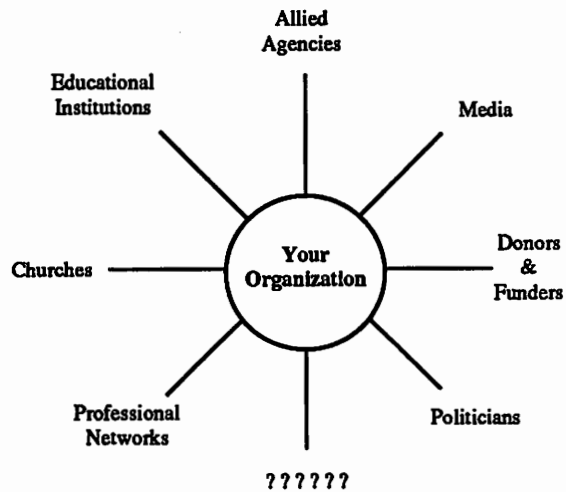 Allied
Agencies
Educational
Institutions
Media
Your
Organization
Churches
Donors
&
Funders
Professional
Networks
Politicians
??????